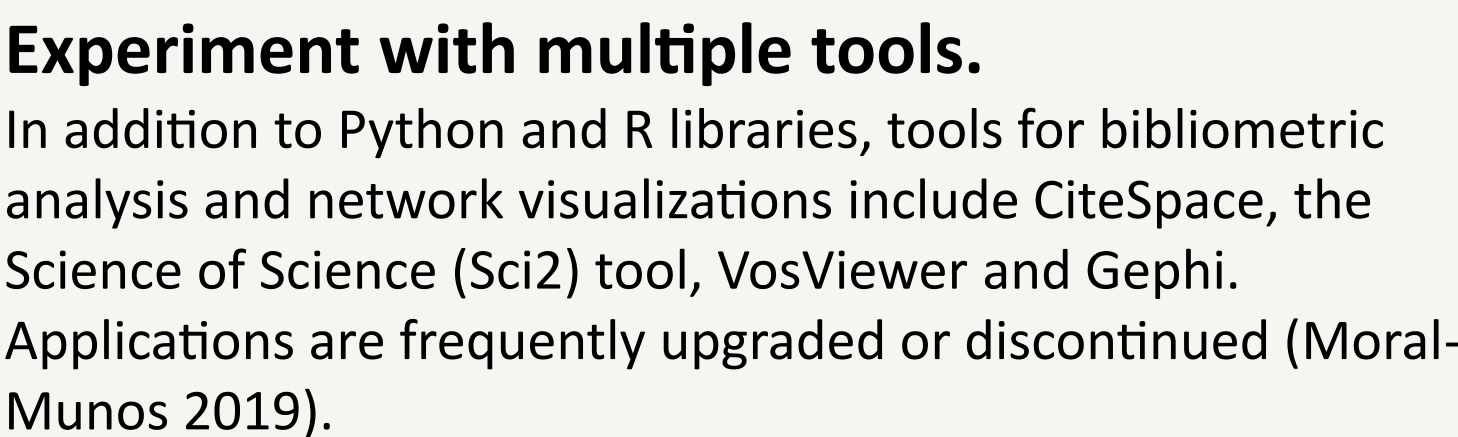 Experiment with multiple tools.
In addition to Python and R libraries, tools for bibliometric
analysis and network visualizations include CiteSpace, the
Science of Science (Sci2) tool, VosViewer and Gephi.
Applications are frequently upgraded or discontinued (Moral-
Munos 2019).